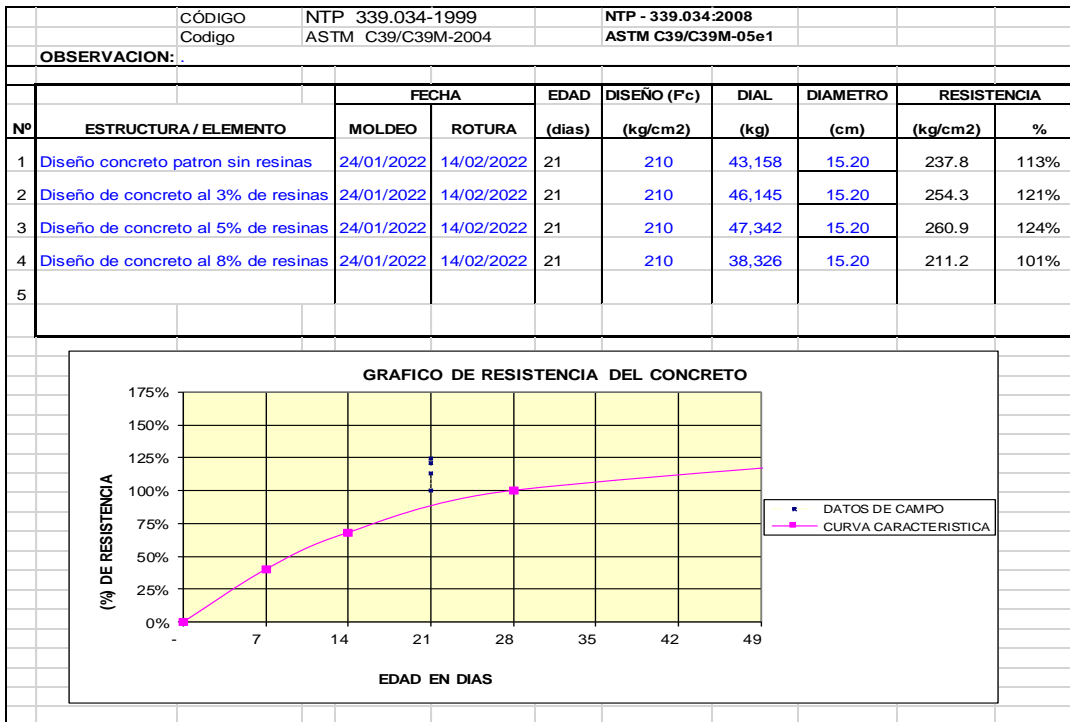 CÓDIGO NTP 339.034-1999 NTP - 339.034:2008
Codigo ASTM C39/C39M-2004 ASTM C39/C39M-05e1
OBSERVACION: .
FECHA EDAD DISEÑO (F'c) DIAL DIAMETRO RESISTENCIA
Nº ESTRUCTURA / ELEMENTO MOLDEO ROTURA (dias) (kg/cm2) (kg) (cm) (kg/cm2) %
1 Diseño concreto patron sin resinas 24/01/2022 14/02/2022 21 210 43,158 15.20 237.8 113%
2 Diseño de concreto al 3% de resinas 24/01/2022 14/02/2022 21 210 46,145 15.20 254.3 121%
3 Diseño de concreto al 5% de resinas 24/01/2022 14/02/2022 21 210 47,342 15.20 260.9 124%
4 Diseño de concreto al 8% de resinas 24/01/2022 14/02/2022 21 210 38,326 15.20 211.2 101%
5
GRAFICO DE RESISTENCIA DEL CONCRETO
175%
150%
125%
100%
75%
50%
25%
0%
(%) DE RESISTENCIA
- 7 14 21 28 35 42 49
EDAD EN DIAS
DATOS DE CAMPO
CURVA CARACTERISTICA